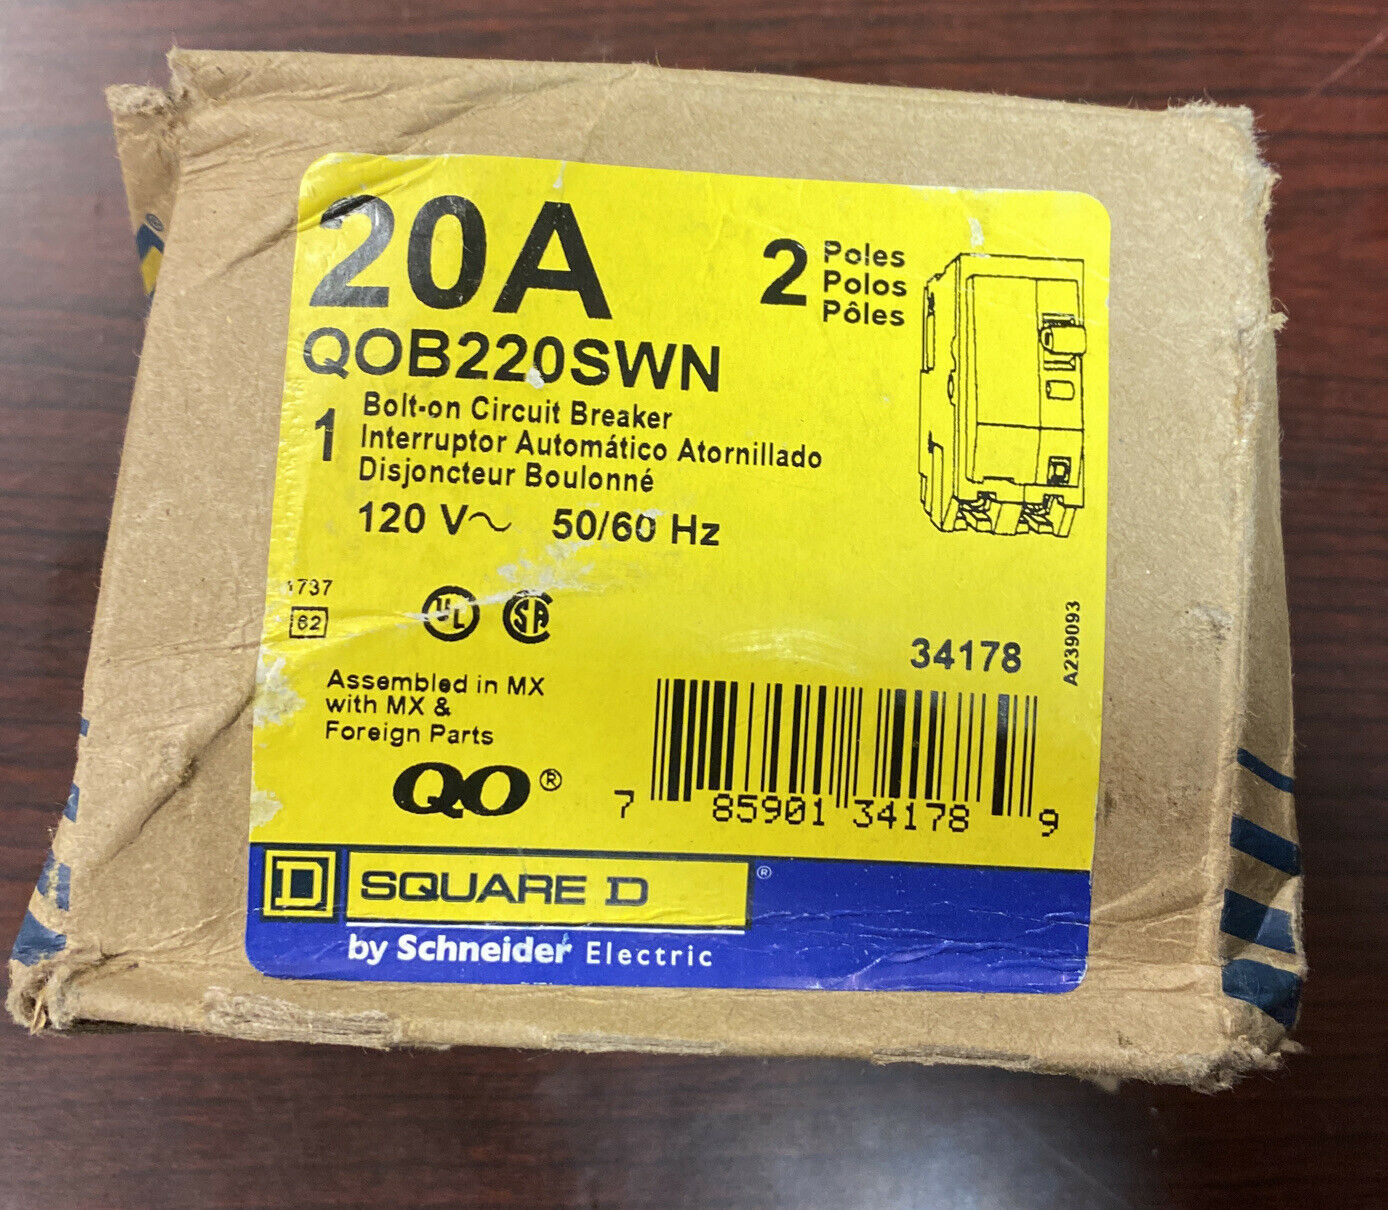 20A
2 Poles
Polos
Pôles
QOB220SWN
1 Bolt-on Circuit Breaker
Interruptor Automático Atornillado
Disjoncteur Boulonné
120 V~ 50/60 Hz
1737
62
UL
SA
34178
A239093
Assembled in MX
with MX &
Foreign Parts
QO®
7 85901 34178 9
D SQUARE D ®
by Schneider Electric